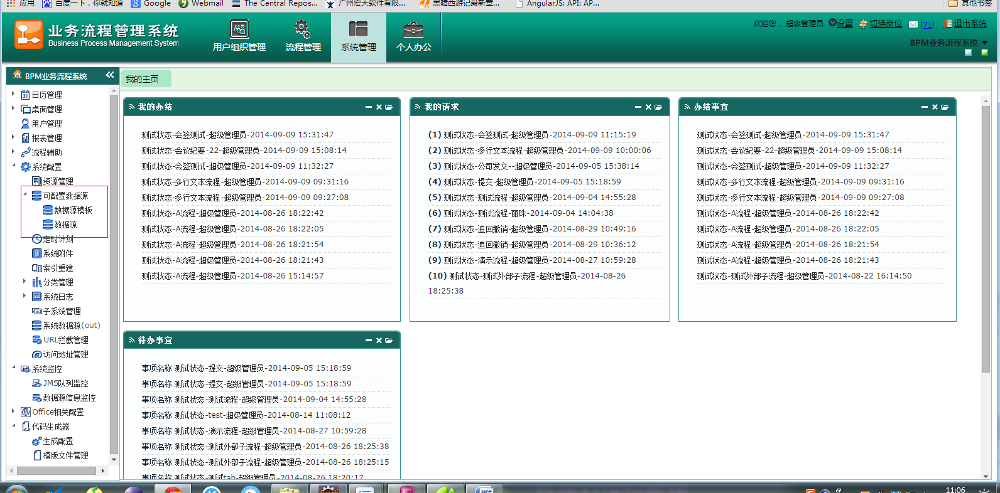 应用
百度一下，你就知道
Google
Webmail
The Central Repos...
广州宏天软件有限...
黑暗西游记最新章...
AngularJS: API: AP...
其他书签
业务流程管理系统
Business Process Management System
用户组织管理
流程管理
系统管理
个人办公
欢迎您，超级管理员
设置
切换岗位
(71)
退出系统
BPM业务流程系统
BPM业务流程系统
日历管理
桌面管理
用户管理
报表管理
流程辅助
系统配置
资源管理
可配置数据源
数据源模板
数据源
定时计划
系统附件
索引重建
分类管理
系统日志
子系统管理
系统数据源(out)
URL拦截管理
访问地址管理
系统监控
JMS队列监控
数据源信息监控
Office相关配置
代码生成器
生成配置
模版文件管理
我的主页
我的办结
测试状态-会签测试-超级管理员-2014-09-09 15:31:47
测试状态-会议纪要-22-超级管理员-2014-09-09 15:08:14
测试状态-会签测试-超级管理员-2014-09-09 11:32:27
测试状态-多行文本流程-超级管理员-2014-09-09 09:31:16
测试状态-多行文本流程-超级管理员-2014-09-09 09:27:08
测试状态-A流程-超级管理员-2014-08-26 18:22:42
测试状态-A流程-超级管理员-2014-08-26 18:22:05
测试状态-A流程-超级管理员-2014-08-26 18:21:54
测试状态-A流程-超级管理员-2014-08-26 18:21:43
测试状态-A流程-超级管理员-2014-08-26 15:14:57
我的请求
(1) 测试状态-会签测试-超级管理员-2014-09-09 11:15:19
(2) 测试状态-多行文本流程-超级管理员-2014-09-09 10:00:06
(3) 测试状态-公司发文--超级管理员-2014-09-05 15:38:14
(4) 测试状态-提交-超级管理员-2014-09-05 15:18:59
(5) 测试状态-测试流程-超级管理员-2014-09-04 14:55:28
(6) 测试状态-测试流程-丽珠-2014-09-04 14:04:38
(7) 测试状态-追回撤销-超级管理员-2014-08-29 10:49:16
(8) 测试状态-追回撤销-超级管理员-2014-08-29 10:36:12
(9) 测试状态-演示流程-超级管理员-2014-08-27 10:59:28
(10) 测试状态-测试外部子流程-超级管理员-2014-08-26
18:25:38
办结事宜
测试状态-会签测试-超级管理员-2014-09-09 15:31:47
测试状态-会议纪要-22-超级管理员-2014-09-09 15:08:14
测试状态-会签测试-超级管理员-2014-09-09 11:32:27
测试状态-多行文本流程-超级管理员-2014-09-09 09:31:16
测试状态-多行文本流程-超级管理员-2014-09-09 09:27:08
测试状态-A流程-超级管理员-2014-08-26 18:22:42
测试状态-A流程-超级管理员-2014-08-26 18:22:05
测试状态-A流程-超级管理员-2014-08-26 18:21:54
测试状态-A流程-超级管理员-2014-08-26 18:21:43
测试状态-测试外部子流程-超级管理员-2014-08-22 16:14:50
待办事宜
事项名称 测试状态-提交-超级管理员-2014-09-05 15:18:59
事项名称 测试状态-提交-超级管理员-2014-09-05 15:18:59
事项名称 测试状态-测试流程-超级管理员-2014-09-04 14:55:28
事项名称 测试状态-test-超级管理员-2014-08-14 11:08:12
事项名称 测试状态-演示流程-超级管理员-2014-08-27 10:59:28
事项名称 测试状态-测试外部子流程-超级管理员-2014-08-26 18:25:38
事项名称 测试状态-测试外部子流程-超级管理员-2014-08-26 18:25:15
事项名称 测试状态-测试tab-超级管理员-2014-08-26 18:20:17
11:06